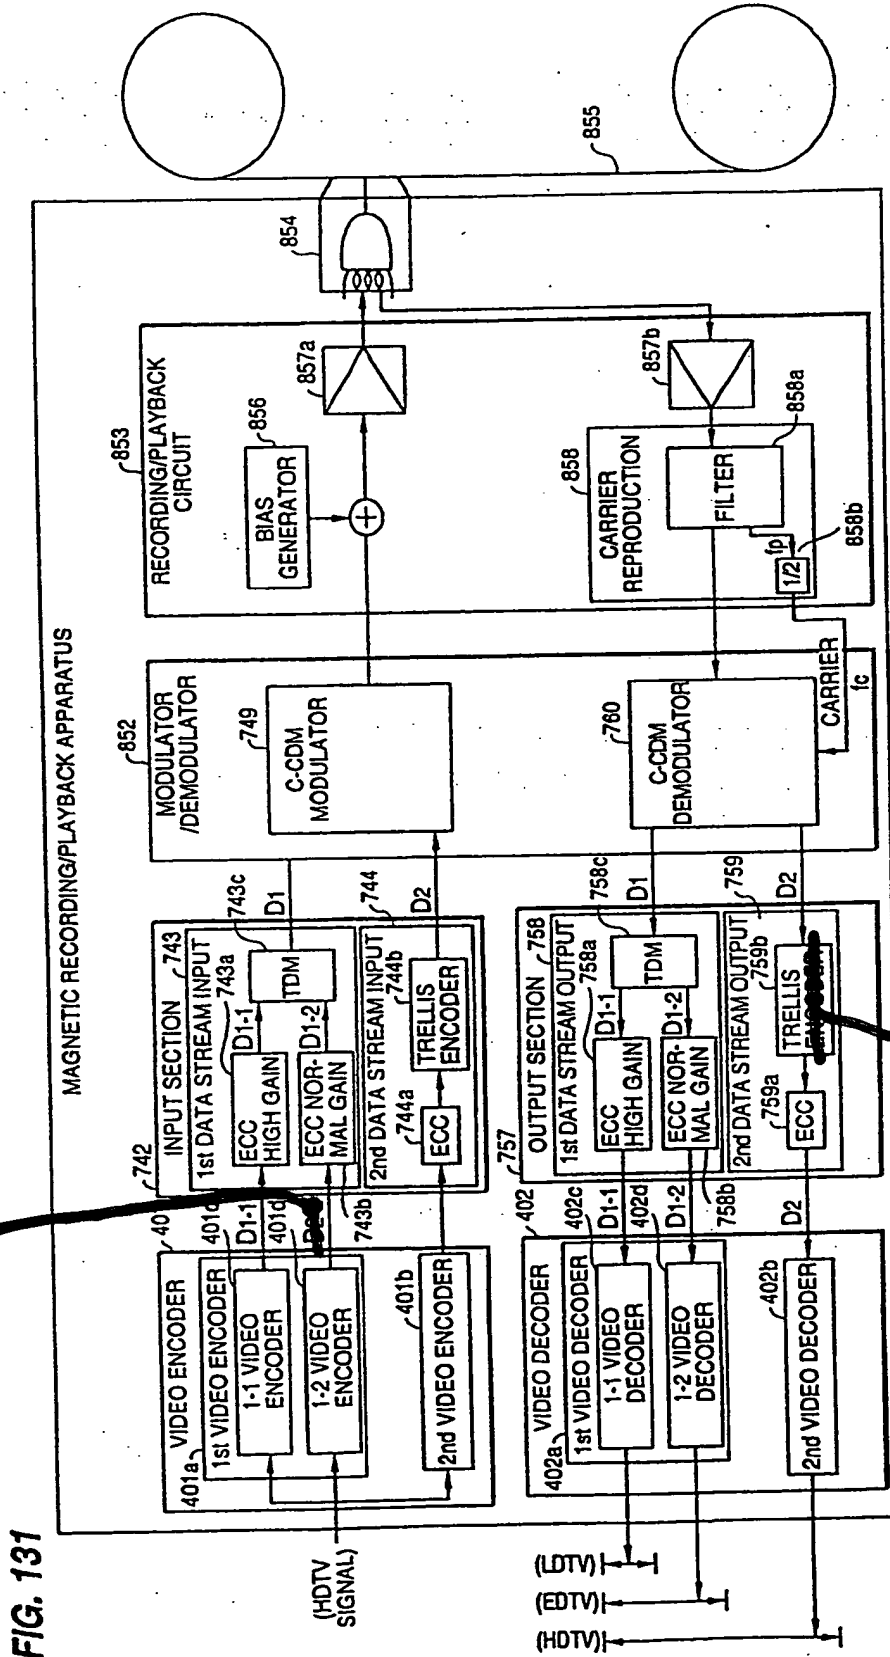 FIG. 131
MAGNETIC RECORDING/PLAYBACK APPARATUS
(HDTV
SIGNAL)
401a
VIDEO ENCODER
40
1st VIDEO ENCODER
1-1 VIDEO
ENCODER
401c
D1-1
1-2 VIDEO
ENCODER
401d
2nd VIDEO ENCODER
401b
742
INPUT SECTION
743
1st DATA STREAM INPUT
743a
ECC
HIGH GAIN
D1-1
743c
TDM
D1
ECC NOR-
MAL GAIN
D1-2
743b
2nd DATA STREAM INPUT
744
744a
ECC
744b
TRELLIS
ENCODER
D2
852
MODULATOR
/DEMODULATOR
749
C-CDM
MODULATOR
760
C-CDM
DEMODULATOR
CARRIER
fc
853
RECORDING/PLAYBACK
CIRCUIT
856
BIAS
GENERATOR
+
857a
854
855
857b
858
CARRIER
REPRODUCTION
858a
FILTER
fp
1/2
858b
757
OUTPUT SECTION
758
1st DATA STREAM OUTPUT
758a
ECC
HIGH GAIN
D1-1
758c
TDM
D1
ECC NOR-
MAL GAIN
D1-2
758b
2nd DATA STREAM OUTPUT
759
759a
ECC
759b
TRELLIS
D2
402
VIDEO DECODER
402a
1st VIDEO DECODER
402c
D1-1
1-1 VIDEO
DECODER
402d
D1-2
1-2 VIDEO
DECODER
D2
402b
2nd VIDEO DECODER
(LDTV)
(EDTV)
(HDTV)